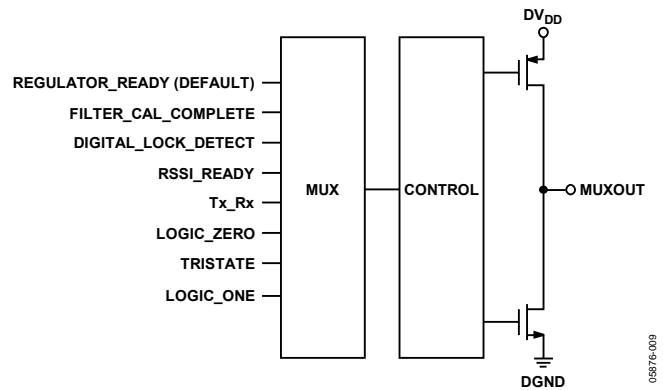 DVDD
REGULATOR_READY (DEFAULT)
FILTER_CAL_COMPLETE
DIGITAL_LOCK_DETECT
RSSI_READY
Tx_Rx
LOGIC_ZERO
TRISTATE
LOGIC_ONE
MUX
CONTROL
MUXOUT
DGND
05876-009